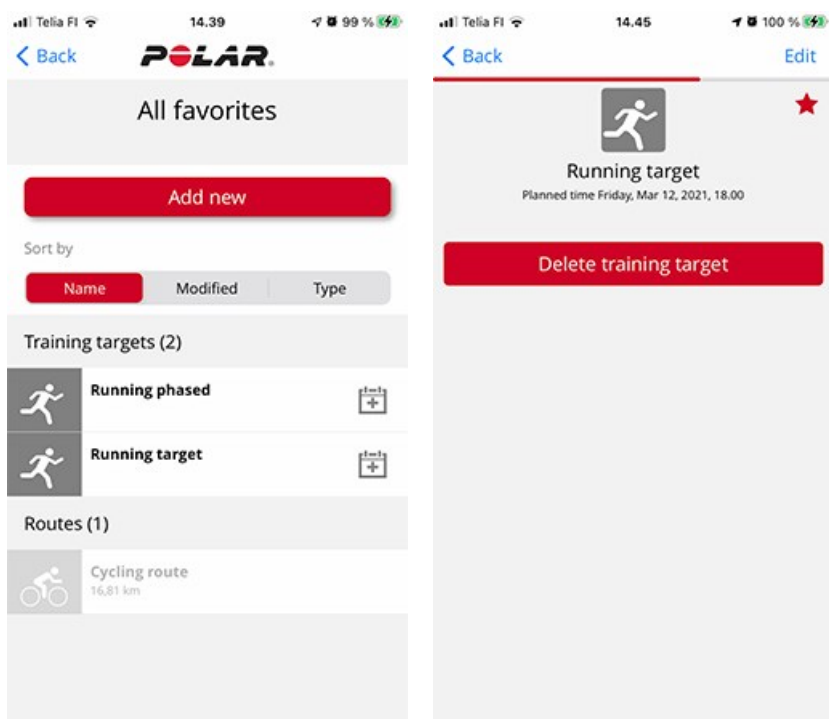 Telia FI 14.39 99 %
Back POLAR.
All favorites
Add new
Sort by
Name Modified Type
Training targets (2)
Running phased
Running target
Routes (1)
Cycling route
16,81 km
Telia FI 14.45 100 %
Back Edit
Running target
Planned time Friday, Mar 12, 2021, 18.00
Delete training target